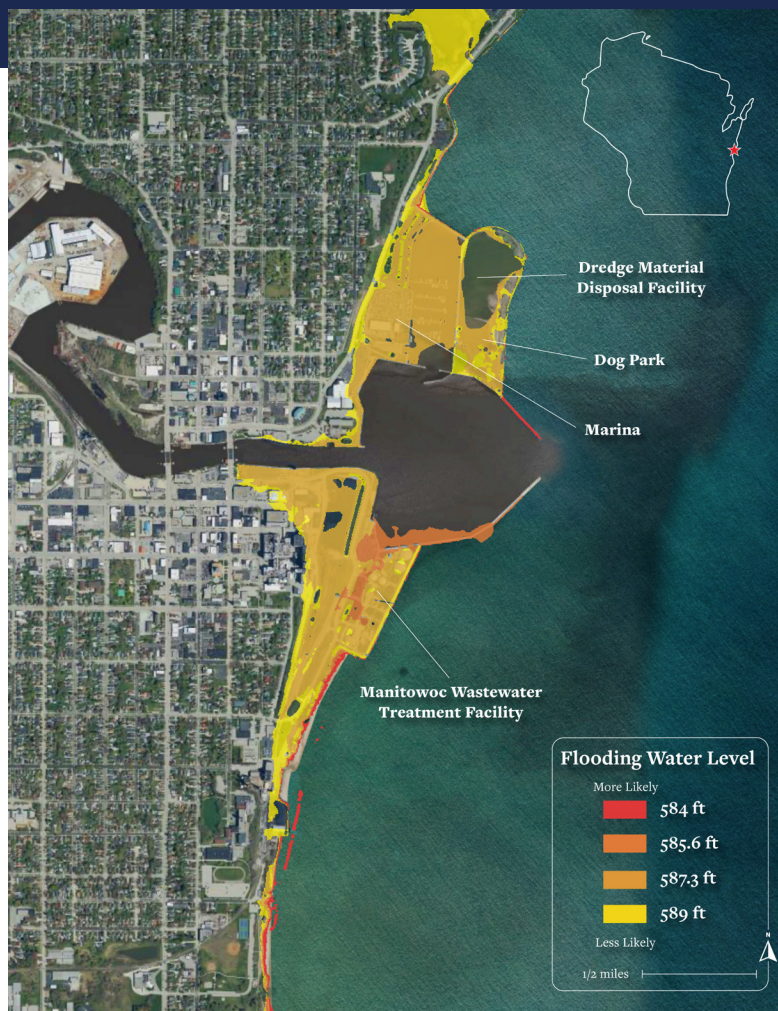 Dredge Material
Disposal Facility
Dog Park
Marina
Manitowoc Wastewater
Treatment Facility
Flooding Water Level
More Likely
584 ft
585.6 ft
587.3 ft
589 ft
Less Likely
N
1/2 miles